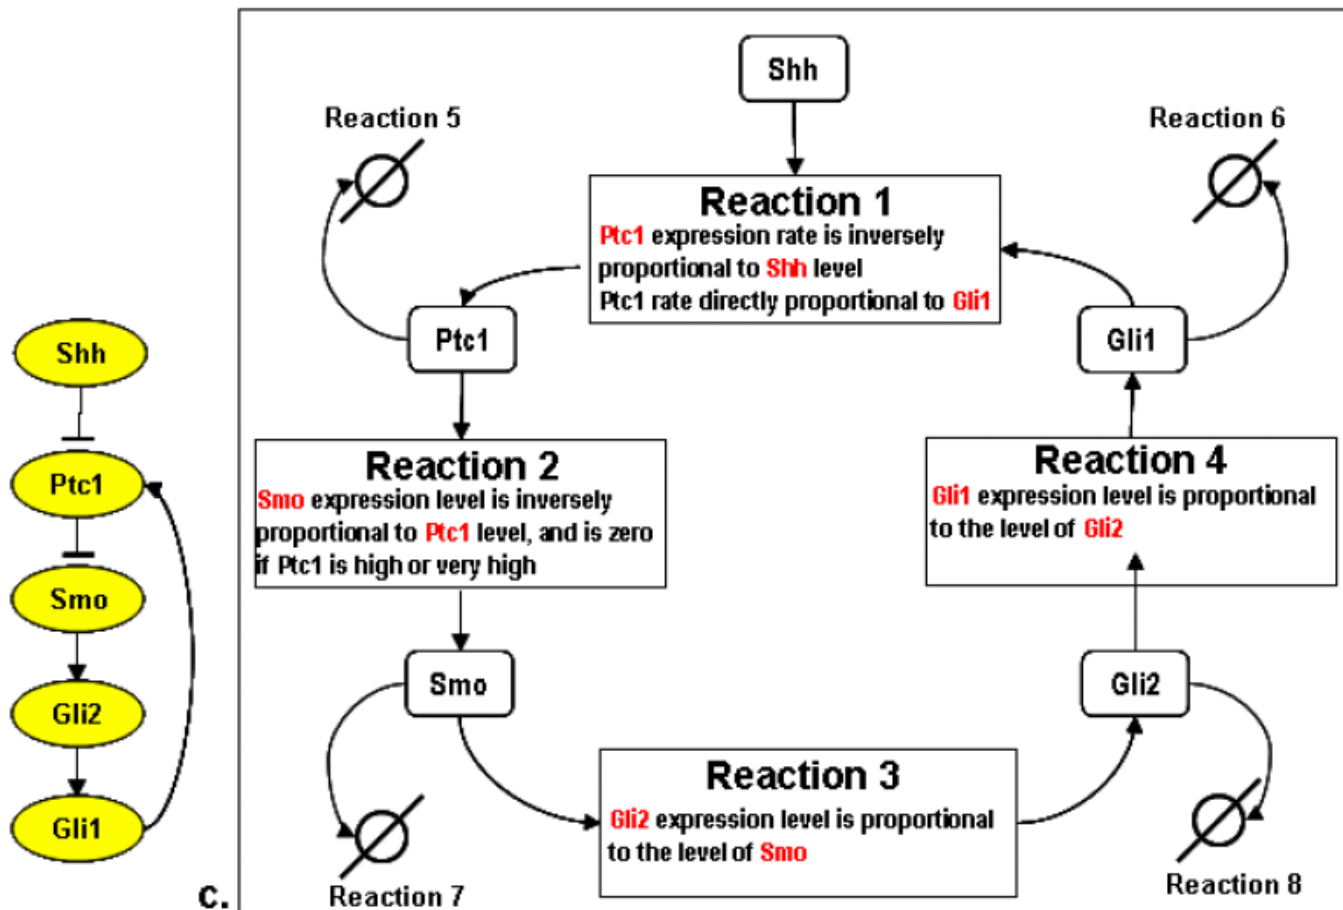 Shh
Ptc1
Smo
Gli2
Gli1
c.
Shh
Reaction 5
Reaction 6
Reaction 1
Ptc1 expression rate is inversely
proportional to Shh level
Ptc1 rate directly proportional to Gli1
Ptc1
Gli1
Reaction 2
Smo expression level is inversely
proportional to Ptc1 level, and is zero
if Ptc1 is high or very high
Reaction 4
Gli1 expression level is proportional
to the level of Gli2
Smo
Gli2
Reaction 3
Gli2 expression level is proportional
to the level of Smo
Reaction 7
Reaction 8